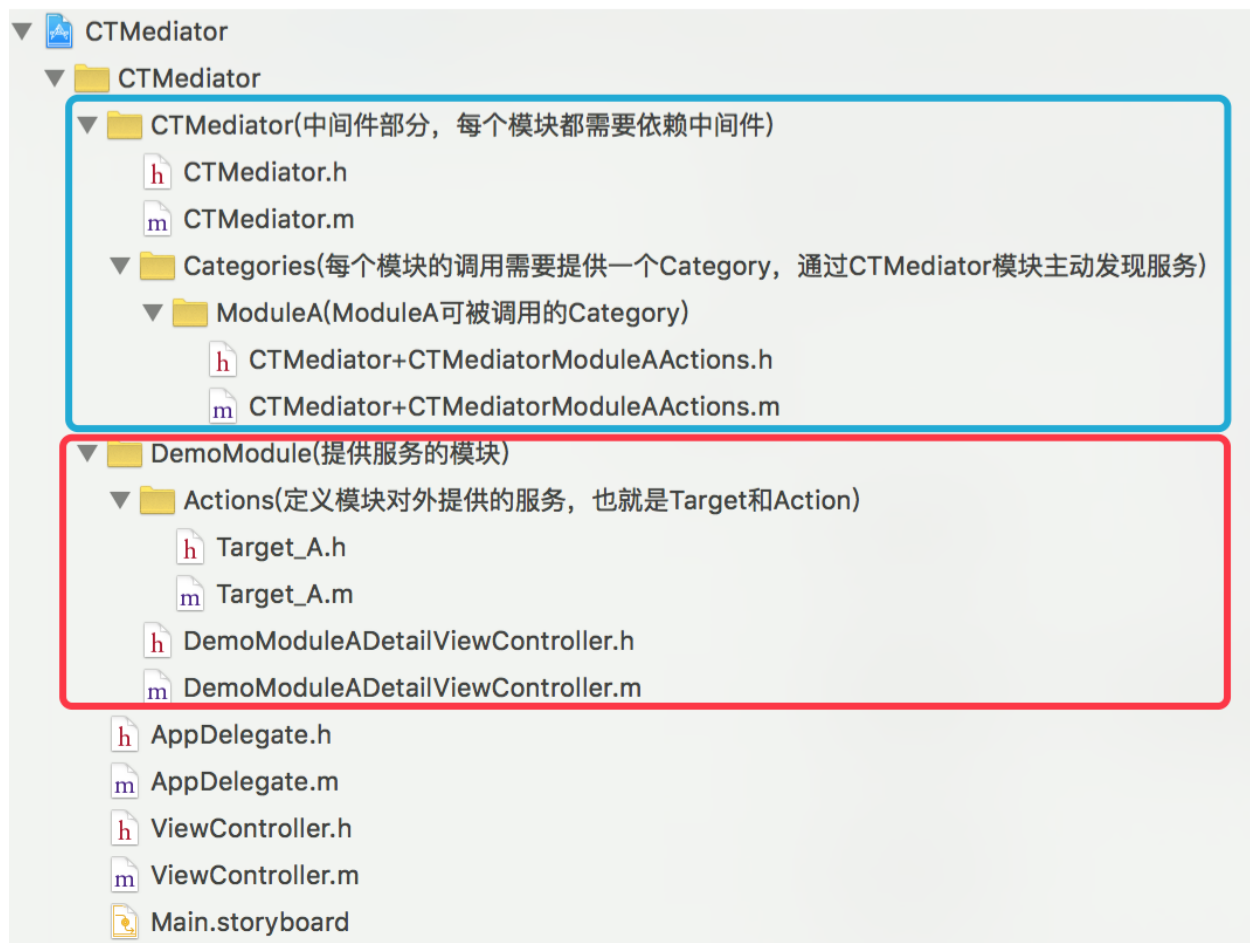 CTMediator
CTMediator
CTMediator(中间件部分，每个模块都需要依赖中间件)
h CTMediator.h
m CTMediator.m
Categories(每个模块的调用需要提供一个Category，通过CTMediator模块主动发现服务)
ModuleA(ModuleA可被调用的Category)
h CTMediator+CTMediatorModuleAActions.h
m CTMediator+CTMediatorModuleAActions.m
DemoModule(提供服务的模块)
Actions(定义模块对外提供的服务，也就是Target和Action)
h Target_A.h
m Target_A.m
h DemoModuleADetailViewController.h
m DemoModuleADetailViewController.m
h AppDelegate.h
m AppDelegate.m
h ViewController.h
m ViewController.m
Main.storyboard